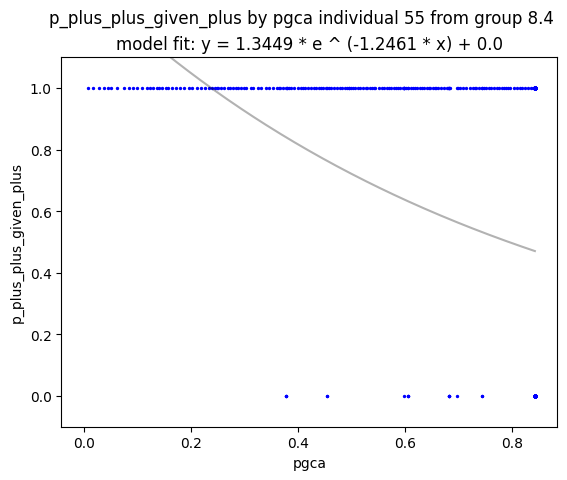 p_plus_plus_given_plus by pgca individual 55 from group 8.4
model fit: y = 1.3449 * e ^ (-1.2461 * x) + 0.0
1.0
0.8
0.6
0.4
0.2
0.0
p_plus_plus_given_plus
0.0 0.2 0.4 0.6 0.8
pgca